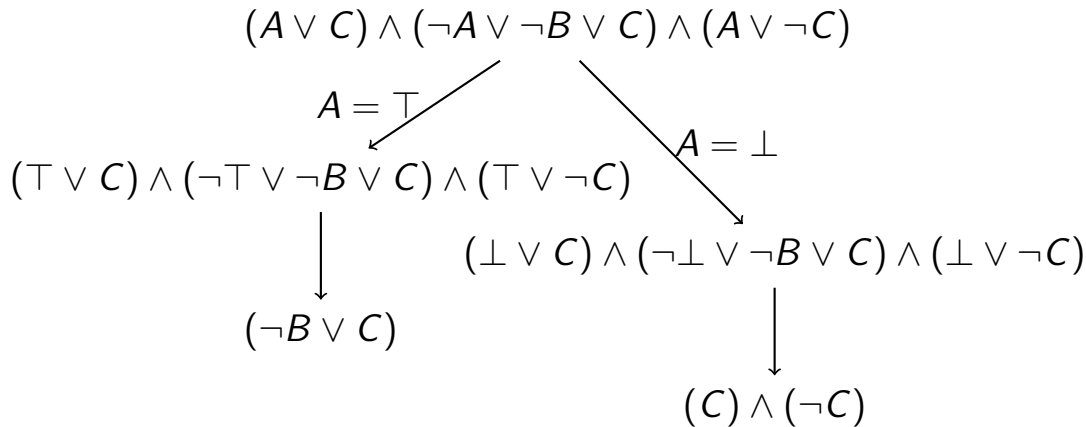 (A ∨ C) ∧ (¬A ∨ ¬B ∨ C) ∧ (A ∨ ¬C)
A = ⊤
A = ⊥
(⊤ ∨ C) ∧ (¬⊤ ∨ ¬B ∨ C) ∧ (⊤ ∨ ¬C)
(⊥ ∨ C) ∧ (¬⊥ ∨ ¬B ∨ C) ∧ (⊥ ∨ ¬C)
(¬B ∨ C)
(C) ∧ (¬C)